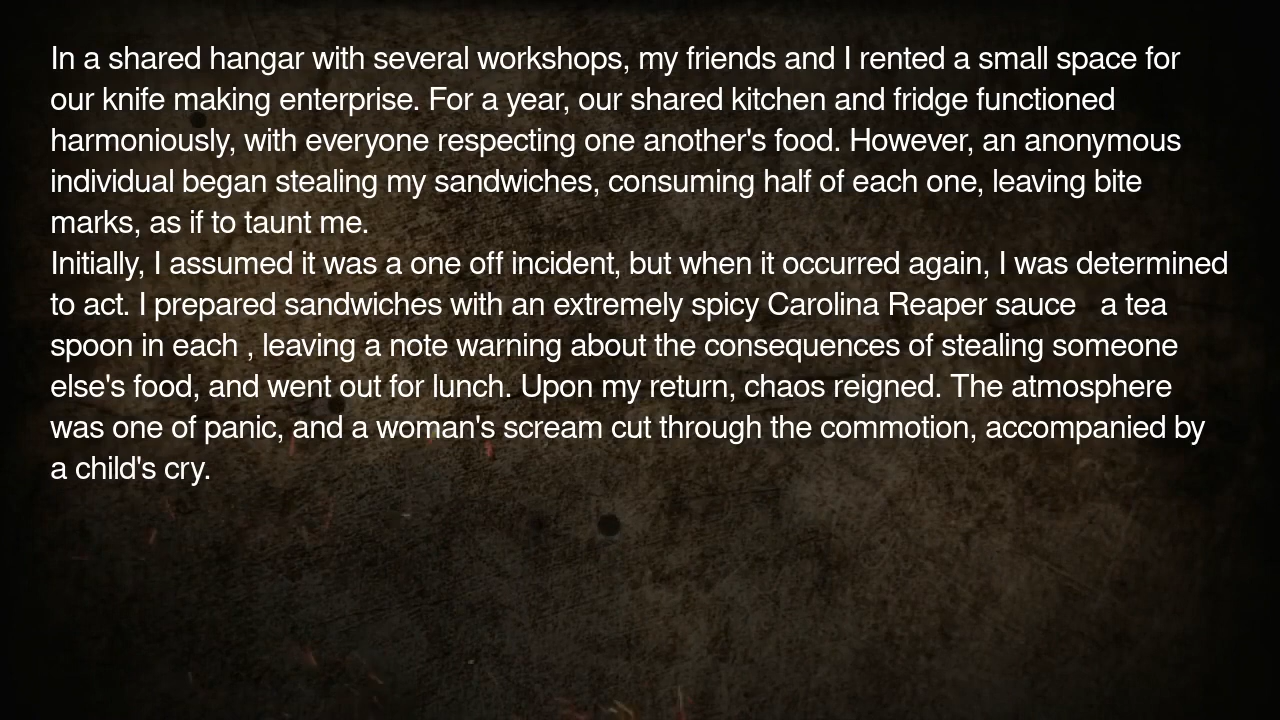 In a shared hangar with several workshops, my friends and I rented a small space for
our knife making enterprise. For a year, our shared kitchen and fridge functioned
harmoniously, with everyone respecting one another's food. However, an anonymous
individual began stealing my sandwiches, consuming half of each one, leaving bite
marks, as if to taunt me.
Initially, I assumed it was a one off incident, but when it occurred again, I was determined
to act. I prepared sandwiches with an extremely spicy Carolina Reaper sauce   a tea
spoon in each , leaving a note warning about the consequences of stealing someone
else's food, and went out for lunch. Upon my return, chaos reigned. The atmosphere
was one of panic, and a woman's scream cut through the commotion, accompanied by
a child's cry.